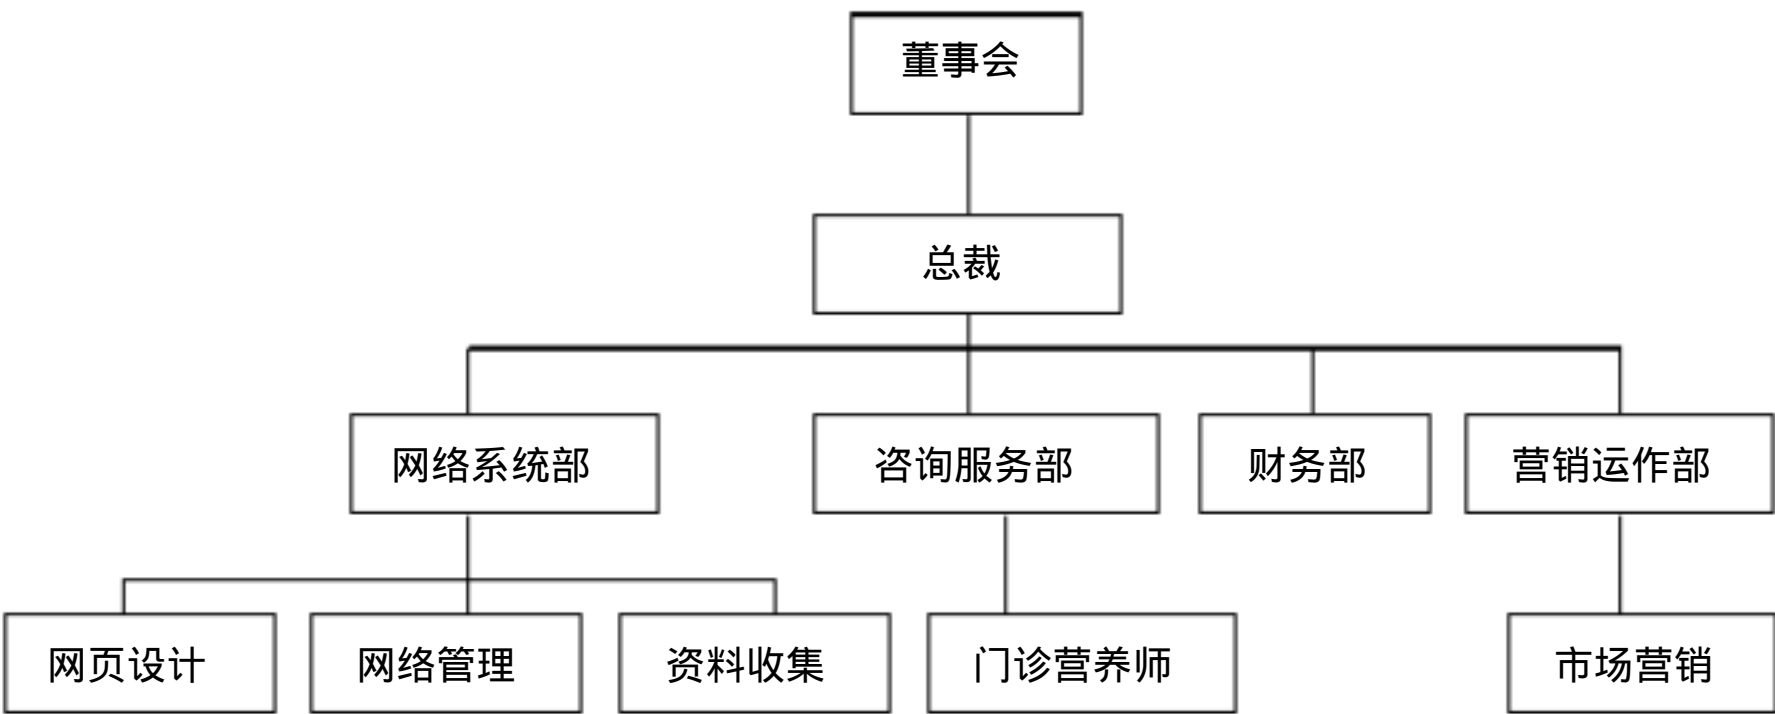 董事会
总裁
网络系统部
咨询服务部
财务部
营销运作部
网页设计
网络管理
资料收集
门诊营养师
市场营销